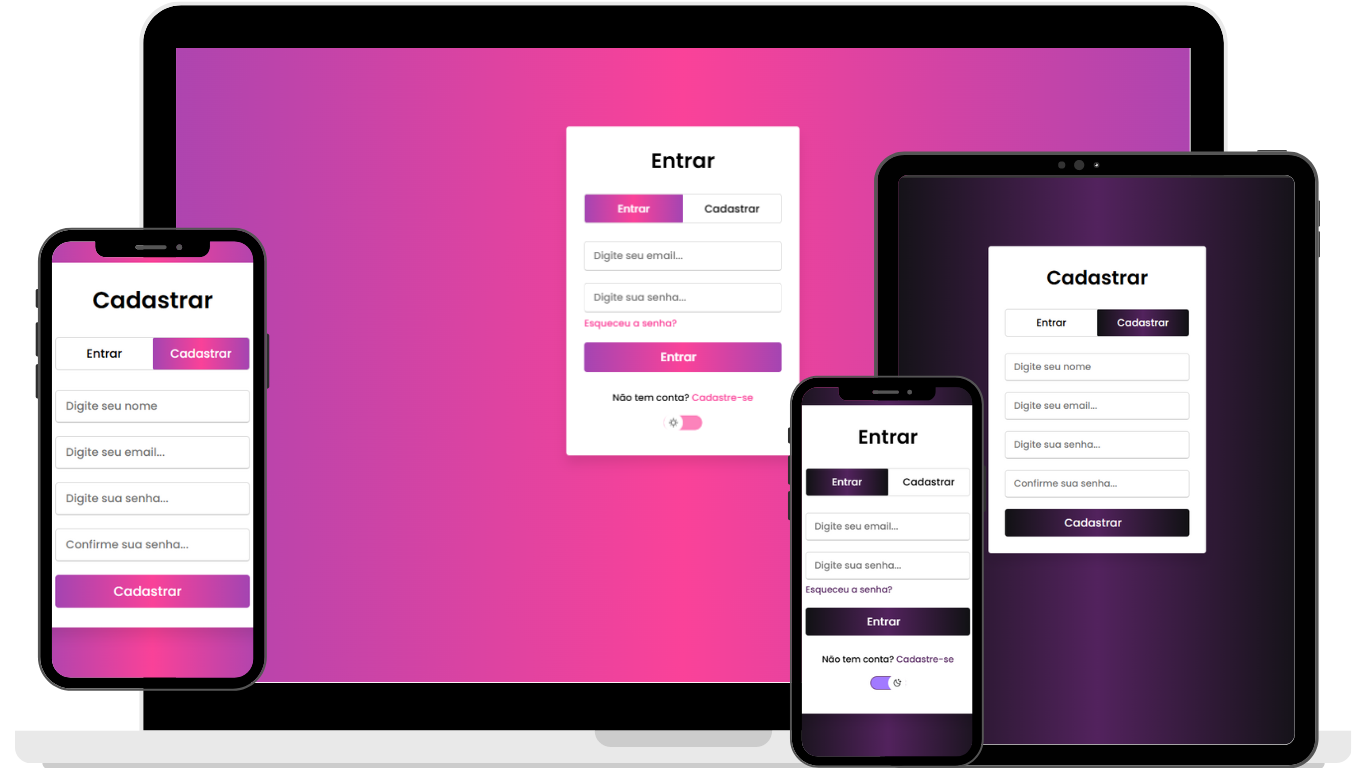 Entrar
Entrar Cadastrar
Digite seu email...
Digite sua senha...
Esqueceu a senha?
Entrar
Não tem conta? Cadastre-se
Cadastrar
Entrar Cadastrar
Digite seu nome
Digite seu email...
Digite sua senha...
Confirme sua senha...
Cadastrar
Entrar
Entrar Cadastrar
Digite seu email...
Digite sua senha...
Esqueceu a senha?
Entrar
Não tem conta? Cadastre-se
Cadastrar
Entrar Cadastrar
Digite seu nome
Digite seu email...
Digite sua senha...
Confirme sua senha...
Cadastrar